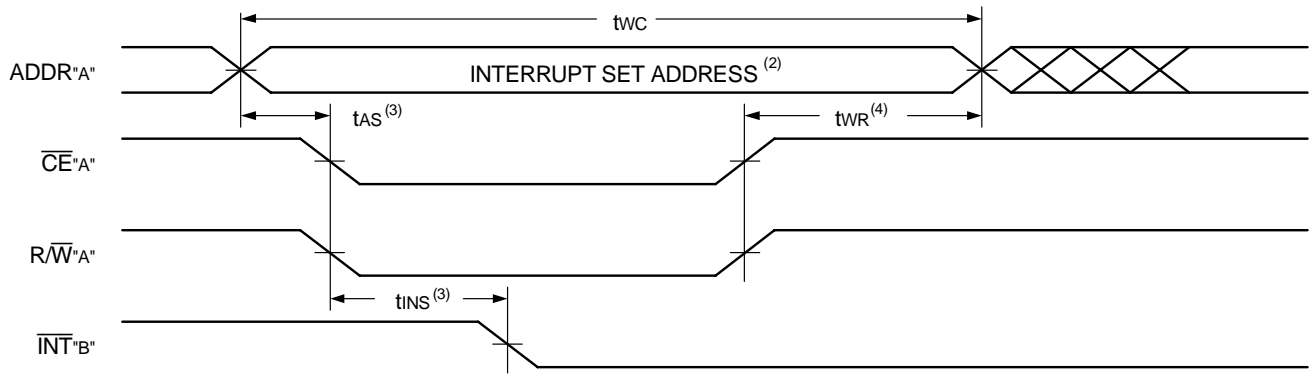 tWC
ADDR"A" INTERRUPT SET ADDRESS (2)
tAS (3) tWR (4)
CE"A"
R/W"A"
tINS (3)
INT"B"